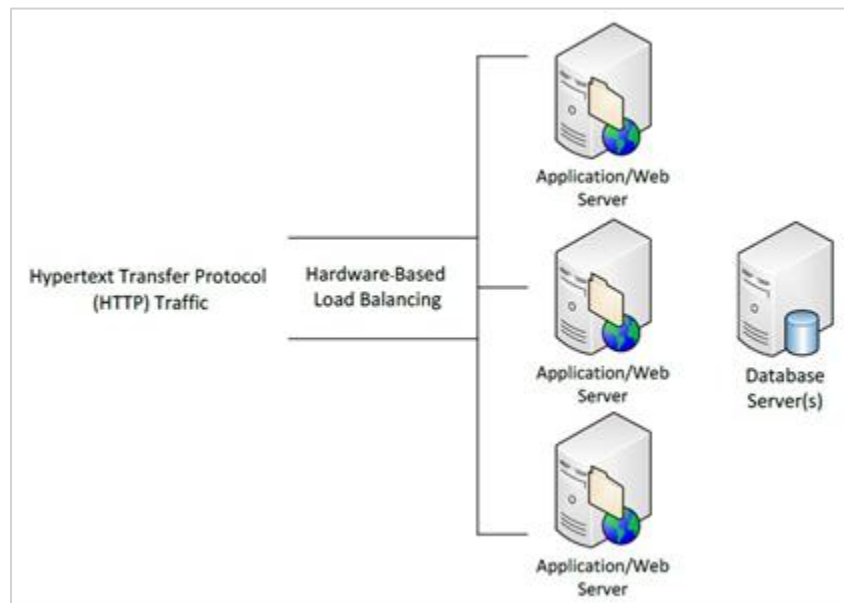 Application/Web
Server
Hypertext Transfer Protocol
(HTTP) Traffic
Hardware-Based
Load Balancing
Application/Web
Server
Database
Server(s)
Application/Web
Server